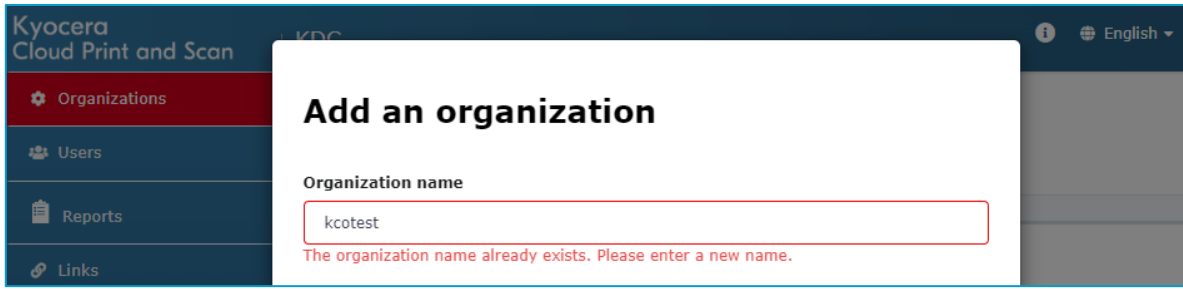 Kyocera
Cloud Print and Scan
KDC
English
Organizations
Users
Reports
Links
Add an organization
Organization name
kcotest
The organization name already exists. Please enter a new name.